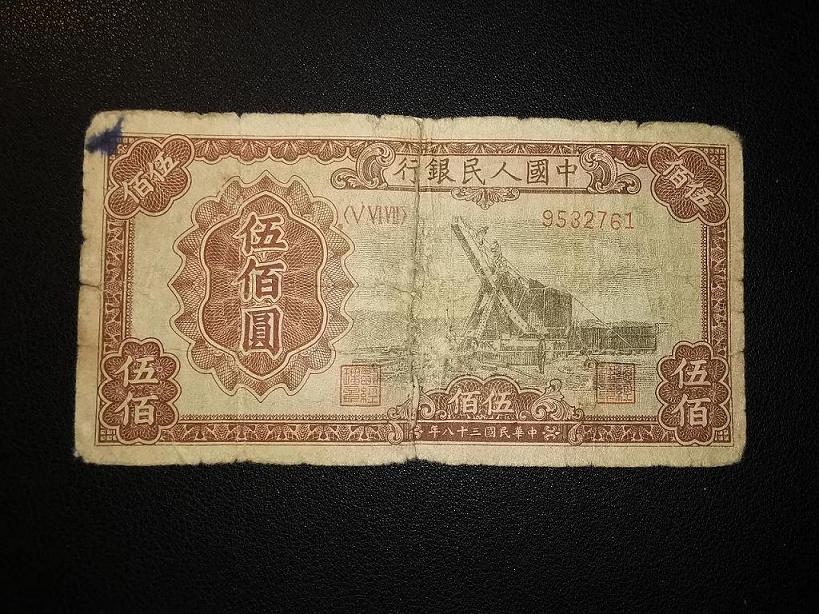 行銀民人國中
伍佰
伍佰
〈ⅤⅥⅦ〉
9532761
伍佰圓
伍佰
伍佰
佰伍
年八十三國民華中